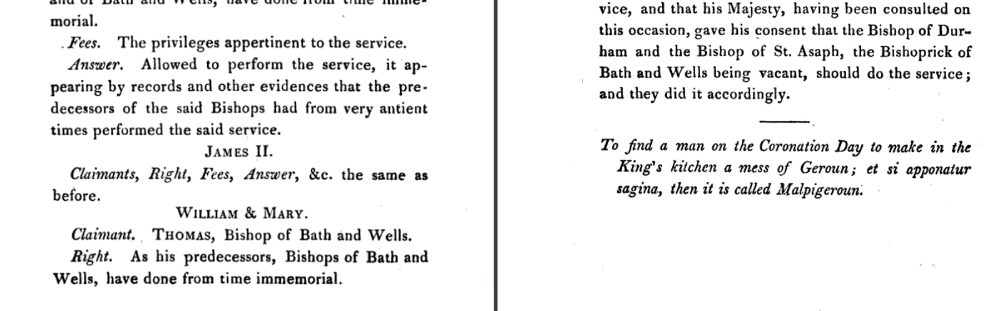 morial.
Fees. The privileges appertinent to the service.
Answer. Allowed to perform the service, it ap-
pearing by records and other evidences that the pre-
decessors of the said Bishops had from very antient
times performed the said service.
JAMES II.
Claimants, Right, Fees, Answer, &c. the same as
before.
WILLIAM & MARY.
Claimant. THOMAS, Bishop of Bath and Wells.
Right. As his predecessors, Bishops of Bath and
Wells, have done from time immemorial.
vice, and that his Majesty, having been consulted on
this occasion, gave his consent that the Bishop of Dur-
ham and the Bishop of St. Asaph, the Bishoprick of
Bath and Wells being vacant, should do the service;
and they did it accordingly.
To find a man on the Coronation Day to make in the
King's kitchen a mess of Geroun; et si apponatur
sagina, then it is called Malpigeroun.